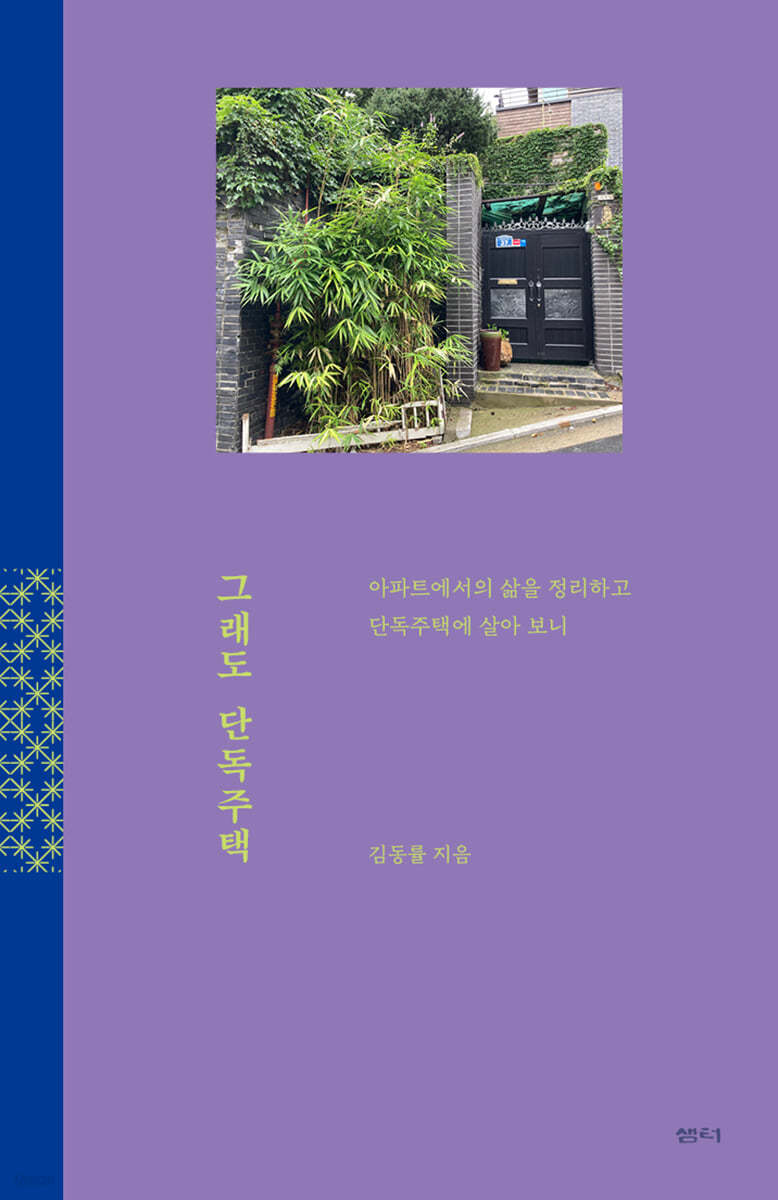 그래도 단독주택
아파트에서의 삶을 정리하고
단독주택에 살아 보니
김동률 지음
샘터